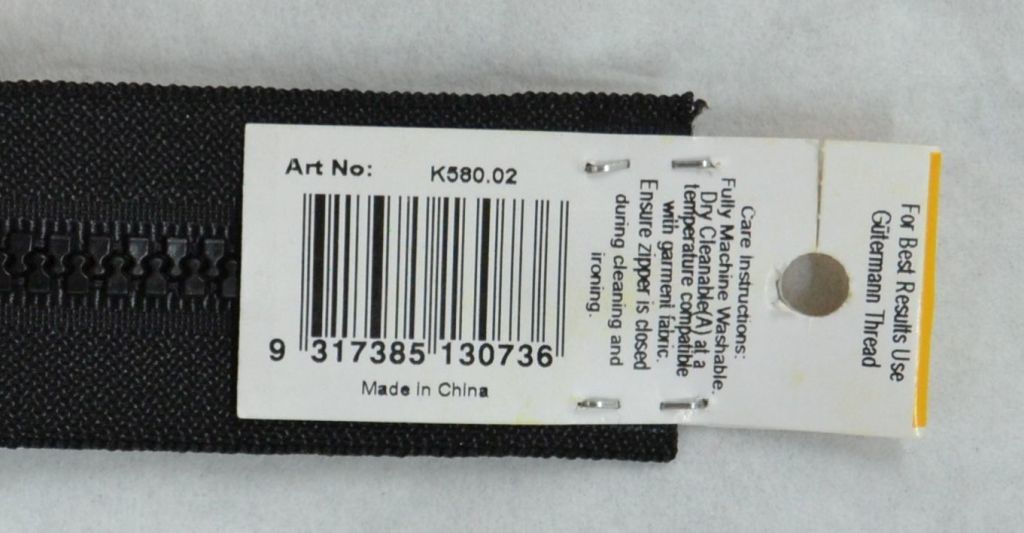 Art No: K580.02
9 317385 130736
Made in China
Care Instructions:
Fully Machine Washable,
Dry Cleanable(A) at a
temperature compatible
with garment fabric.
Ensure zipper is closed
during cleaning and
ironing.
For Best Results Use
Gütermann Thread